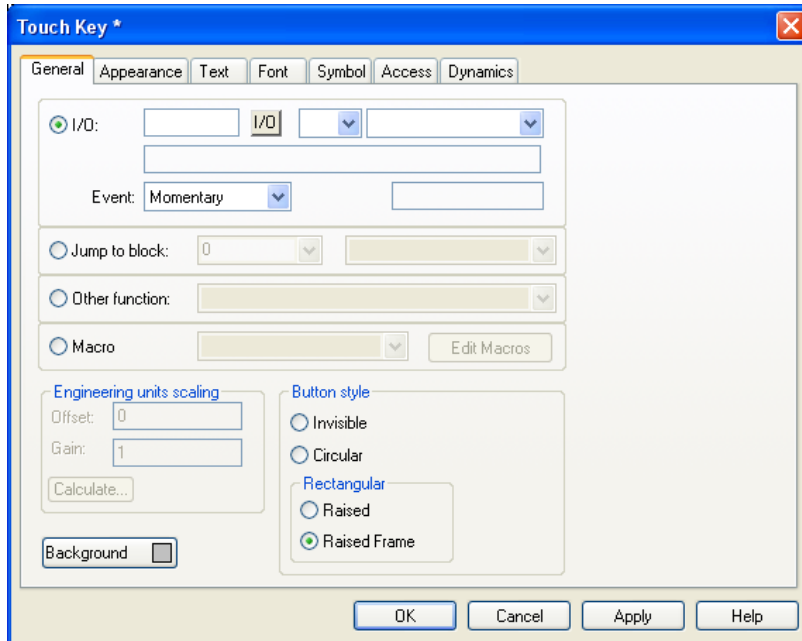 Touch Key *
General Appearance Text Font Symbol Access Dynamics
I/O: I/O
Event: Momentary
Jump to block: 0
Other function:
Macro Edit Macros
Engineering units scaling
Offset: 0
Gain: 1
Calculate...
Background
Button style
Invisible
Circular
Rectangular
Raised
Raised Frame
OK Cancel Apply Help